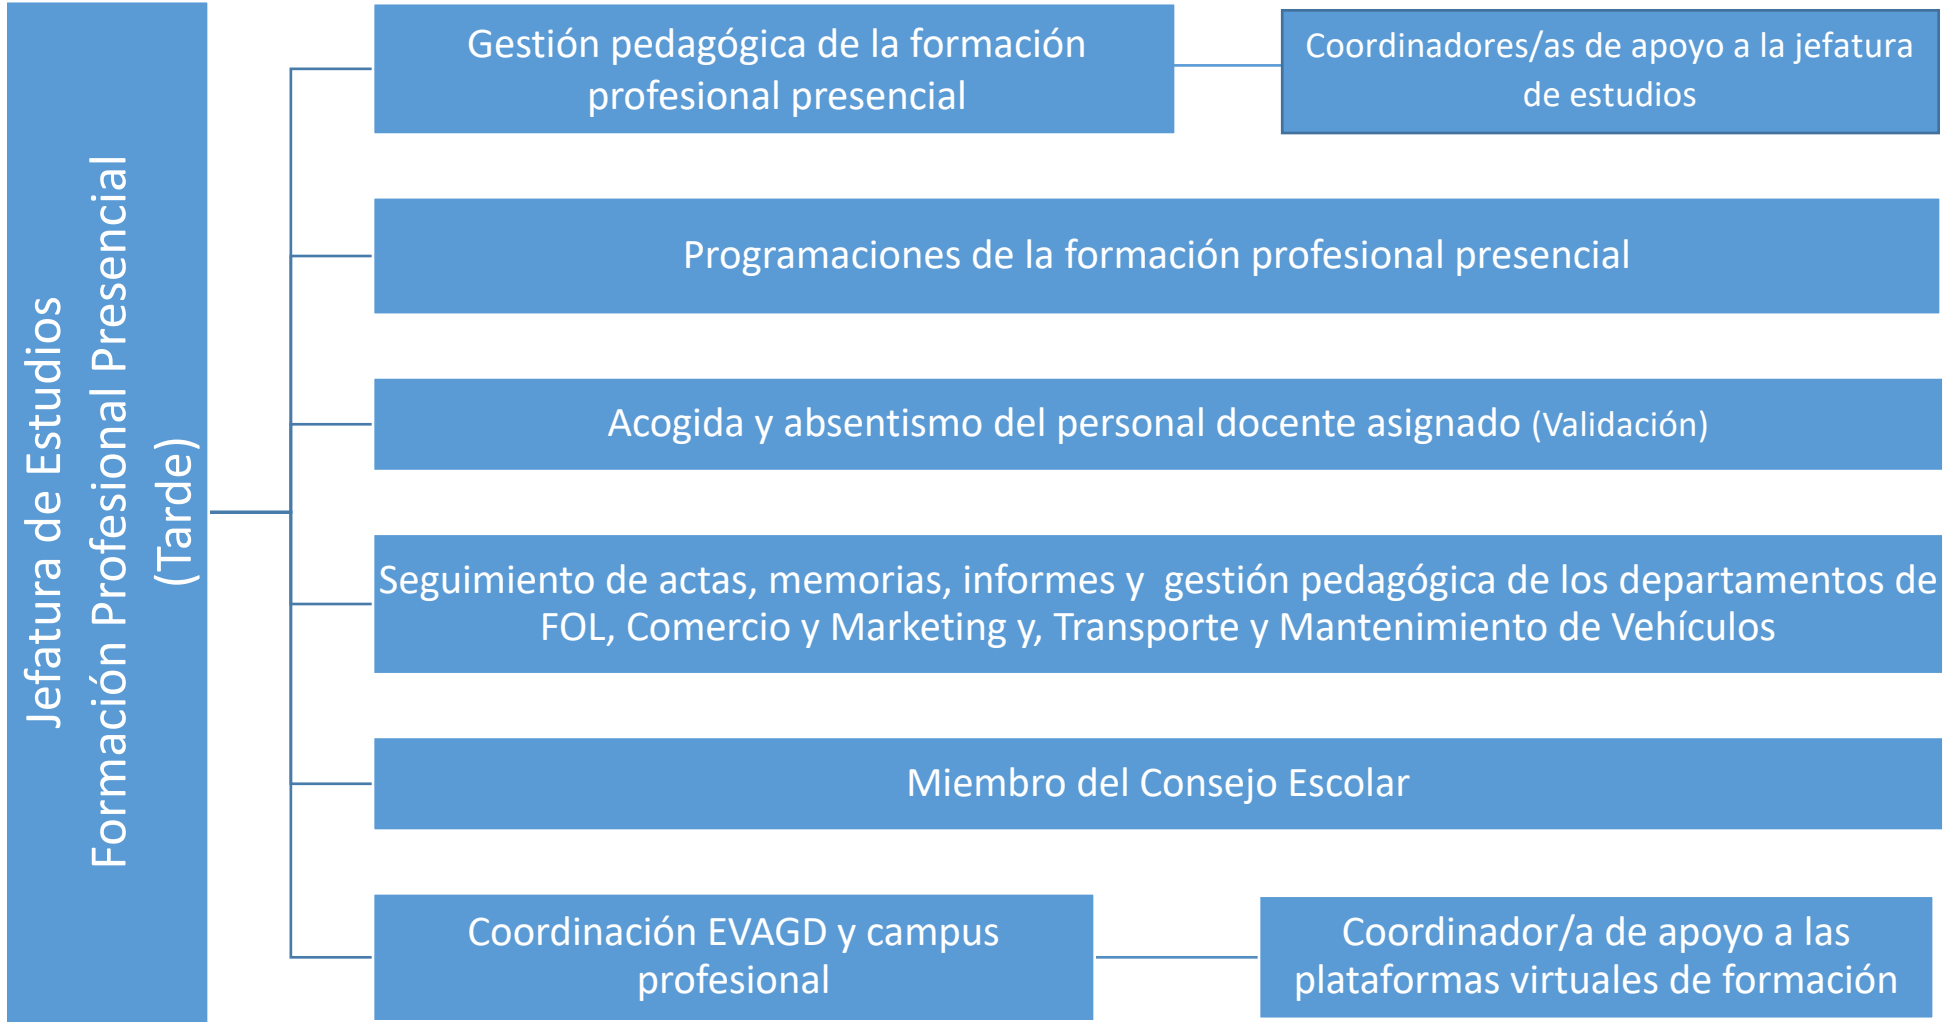 Jefatura de Estudios
Formación Profesional Presencial
(Tarde)
Gestión pedagógica de la formación
profesional presencial
Coordinadores/as de apoyo a la jefatura
de estudios
Programaciones de la formación profesional presencial
Acogida y absentismo del personal docente asignado (Validación)
Seguimiento de actas, memorias, informes y  gestión pedagógica de los departamentos de
FOL, Comercio y Marketing y, Transporte y Mantenimiento de Vehículos
Miembro del Consejo Escolar
Coordinación EVAGD y campus
profesional
Coordinador/a de apoyo a las
plataformas virtuales de formación